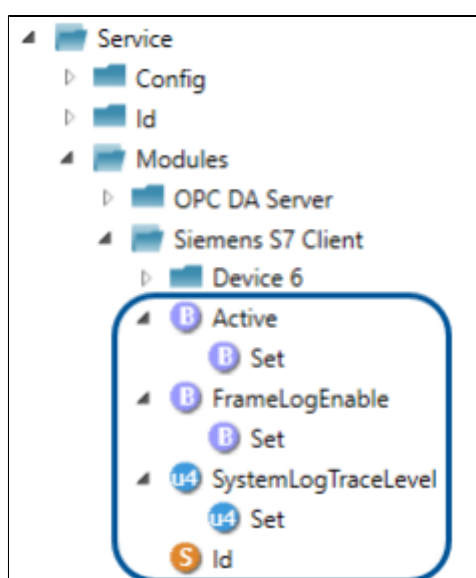 Service
Config
Id
Modules
OPC DA Server
Siemens S7 Client
Device 6
B Active
B Set
B FrameLogEnable
B Set
u4 SystemLogTraceLevel
u4 Set
S Id